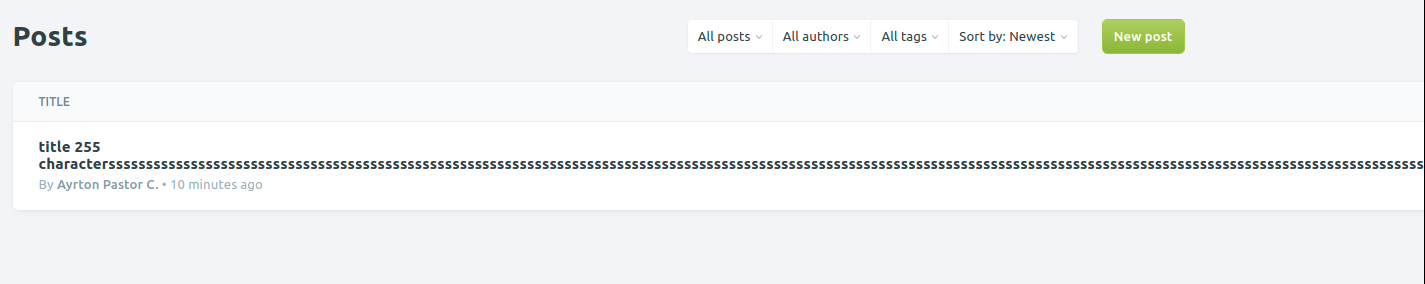 Posts
All posts
All authors
All tags
Sort by: Newest
New post
TITLE
title 255
characterssssssssssssssssssssssssssssssssssssssssssssssssssssssssssssssssssssssssssssssssssssssssssssssssssssssssssssssssssssssssssssssssssssssssssssssssssssssssssssssssssssssssssssssss
By Ayrton Pastor C. • 10 minutes ago